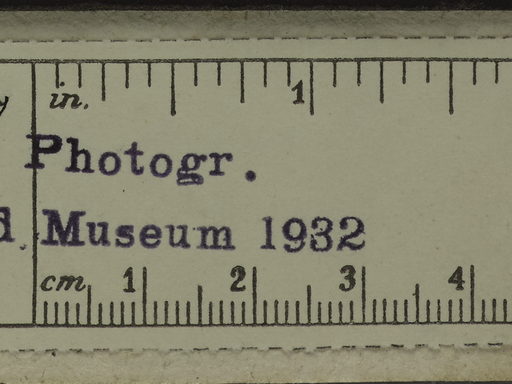 in. 1
Photogr.
Museum 1932
cm 1 2 3 4